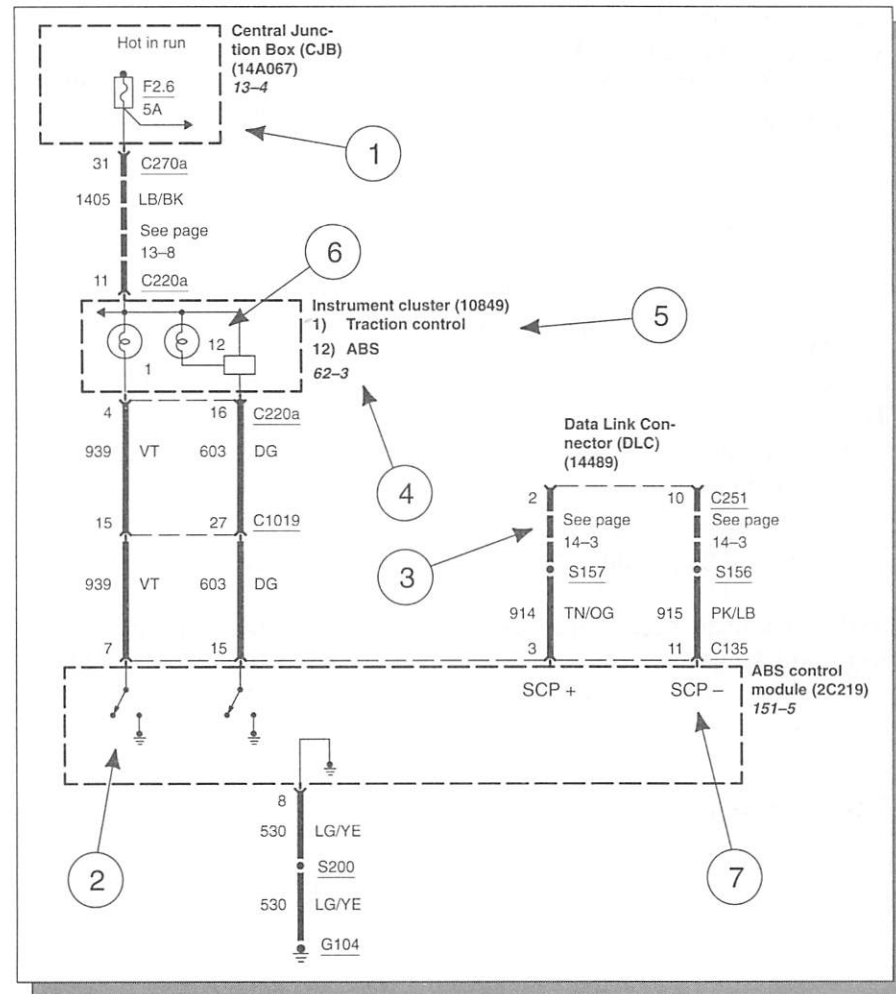 Hot in run
Central Junc-
tion Box (CJB)
(14A067)
13–4
F2.6
5A
1
31 C270a
1405 LB/BK
See page
13–8
11 C220a
6
Instrument cluster (10849)
1) Traction control
12) ABS
62–3
5
12
1
4 16 C220a
939 VT 603 DG
4
Data Link Con-
nector (DLC)
(14489)
2 10 C251
See page See page
14–3 14–3
15 27 C1019
3
S157 S156
939 VT 603 DG
914 TN/OG 915 PK/LB
7 15 3 11 C135
SCP + SCP –
ABS control
module (2C219)
151–5
2
8
530 LG/YE
S200
7
530 LG/YE
G104